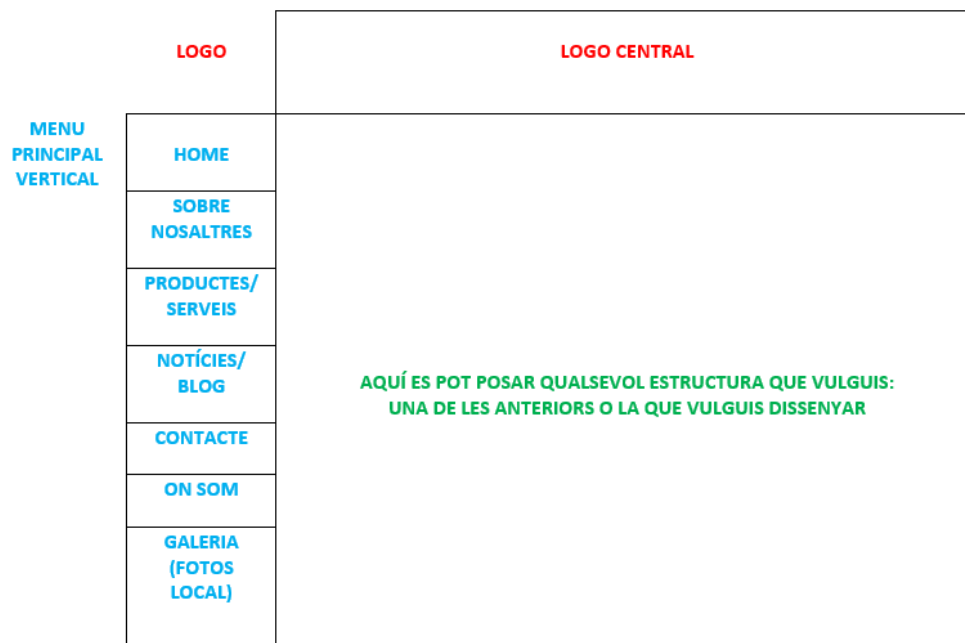 LOGO
LOGO CENTRAL
MENU
PRINCIPAL
VERTICAL
HOME
SOBRE
NOSALTRES
PRODUCTES/
SERVEIS
NOTÍCIES/
BLOG
CONTACTE
ON SOM
GALERIA
(FOTOS
LOCAL)
AQUÍ ES POT POSAR QUALSEVOL ESTRUCTURA QUE VULGUIS:
UNA DE LES ANTERIORS O LA QUE VULGUIS DISSENYAR